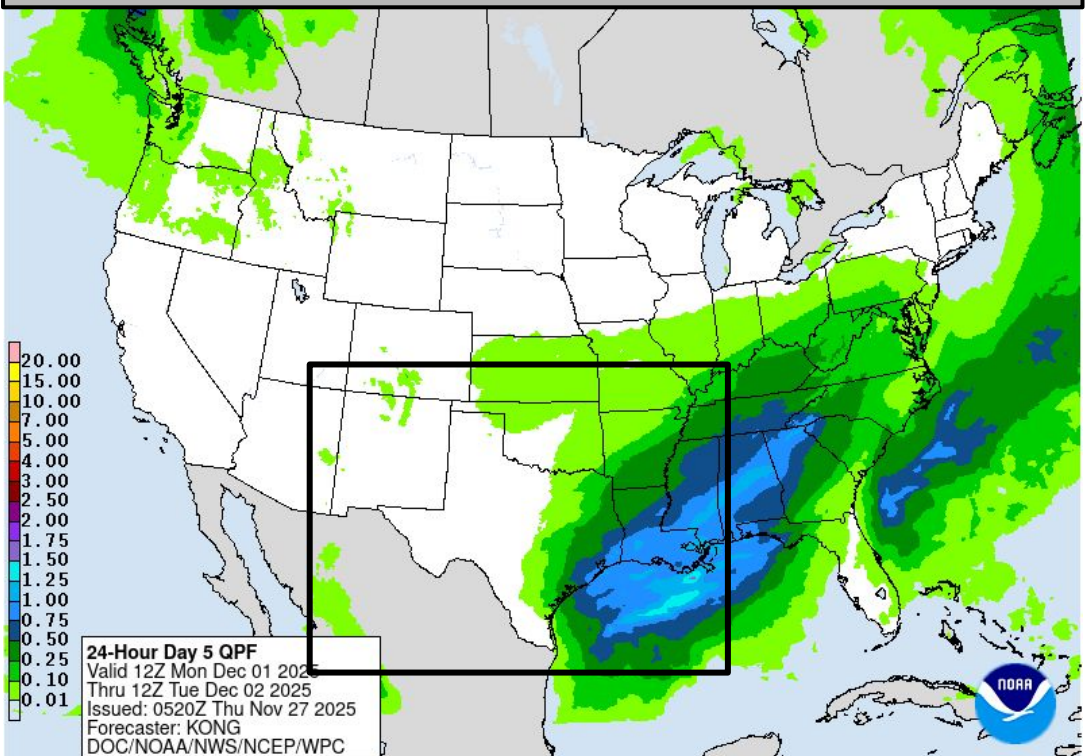 20.00
15.00
10.00
7.00
5.00
4.00
3.00
2.50
2.00
1.75
1.50
1.25
1.00
0.75
0.50
0.25
0.10
0.01
24-Hour Day 5 QPF
Valid 12Z Mon Dec 01 2025
Thru 12Z Tue Dec 02 2025
Issued: 0520Z Thu Nov 27 2025
Forecaster: KONG
DOC/NOAA/NWS/NCEP/WPC
NOAA